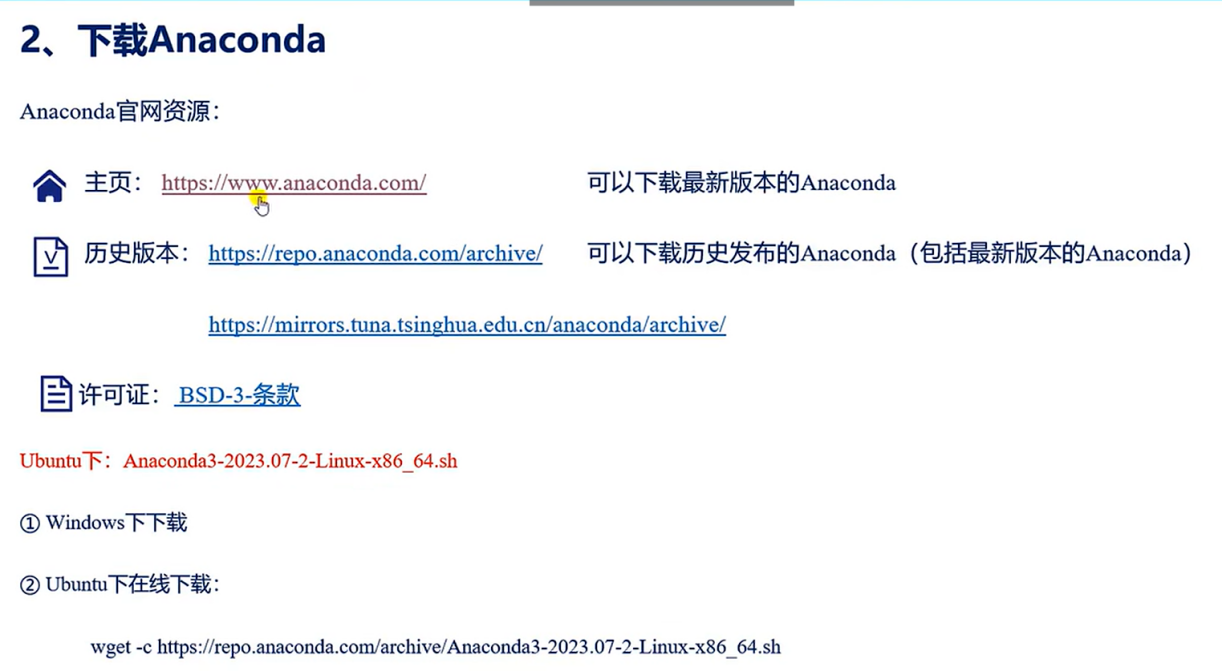 2、下载Anaconda
Anaconda官网资源：
主页： https://www.anaconda.com/ 可以下载最新版本的Anaconda
历史版本： https://repo.anaconda.com/archive/ 可以下载历史发布的Anaconda（包括最新版本的Anaconda）
https://mirrors.tuna.tsinghua.edu.cn/anaconda/archive/
许可证： BSD-3-条款
Ubuntu下：Anaconda3-2023.07-2-Linux-x86_64.sh
① Windows下下载
② Ubuntu下在线下载：
wget -c https://repo.anaconda.com/archive/Anaconda3-2023.07-2-Linux-x86_64.sh